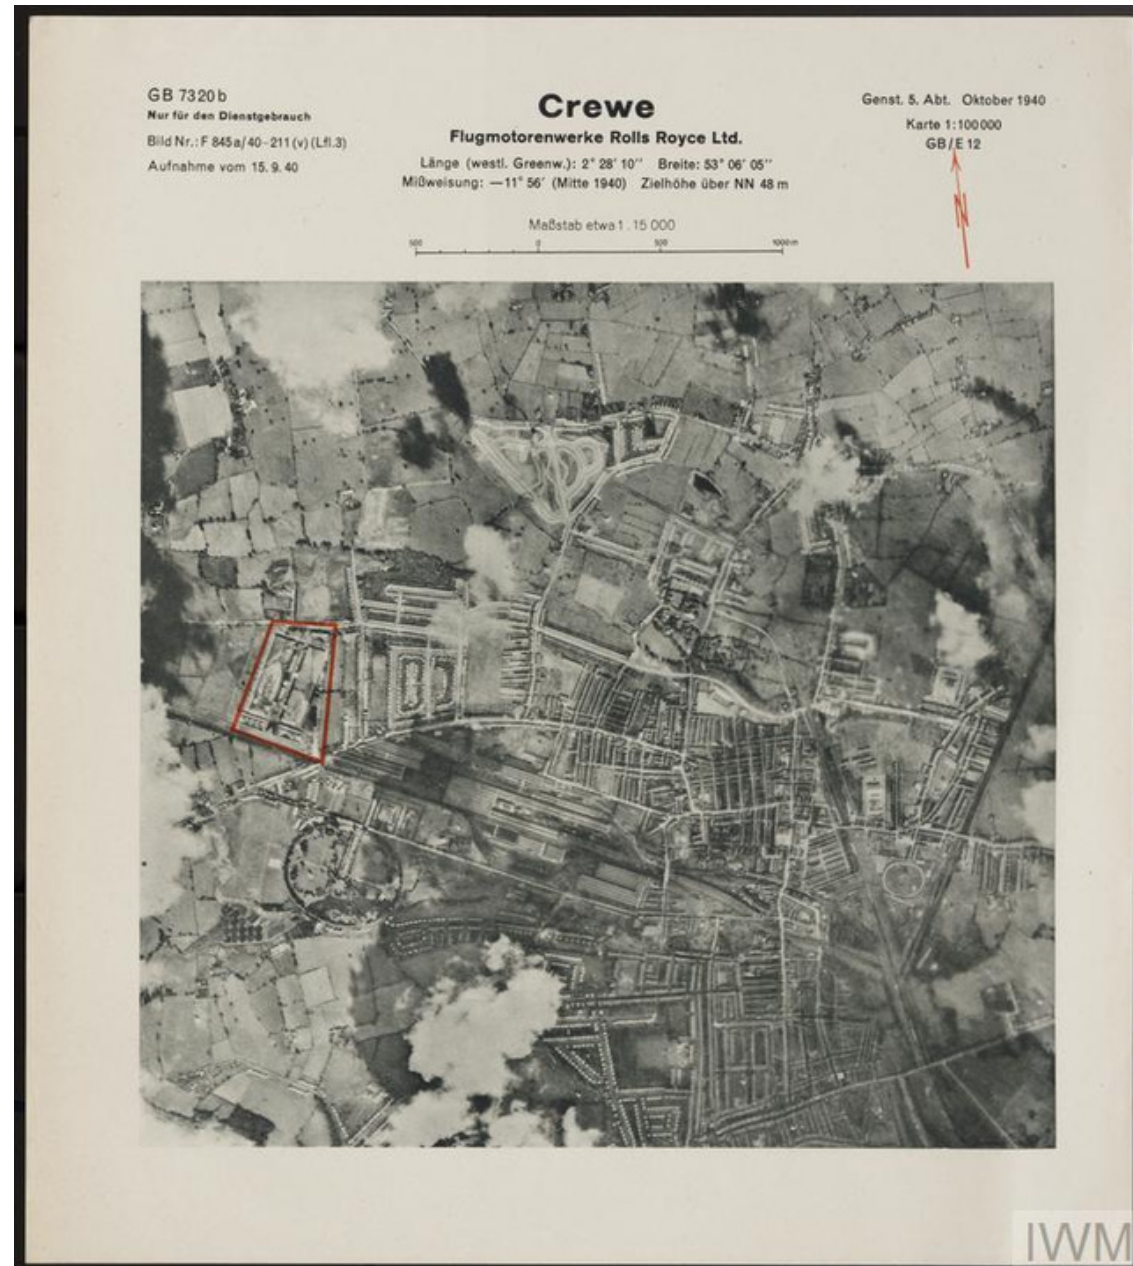 GB 7320 b
Nur für den Dienstgebrauch
Bild Nr.: F 845a/40-211 (v) (Lfl.3)
Aufnahme vom 15. 9. 40
Crewe
Flugmotorenwerke Rolls Royce Ltd.
Länge (westl. Greenw.): 2° 28' 10'' Breite: 53° 06' 05''
Mißweisung: —11° 56' (Mitte 1940) Zielhöhe über NN 48 m
Maßstab etwa 1 : 15 000
500 0 500 1000 m
Genst. 5. Abt. Oktober 1940
Karte 1:100 000
GB/E 12
N
IWM